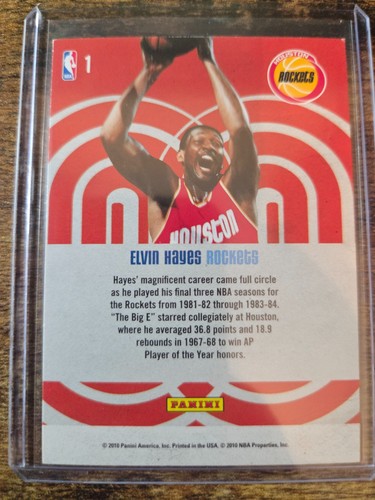 NBA
1
HOUSTON
ROCKETS
Houston
ELVIN Hayes ROCKETS
Hayes' magnificent career came full circle
as he played his final three NBA seasons for
the Rockets from 1981-82 through 1983-84.
"The Big E" starred collegiately at Houston,
where he averaged 36.8 points and 18.9
rebounds in 1967-68 to win AP
Player of the Year honors.
PANINI
© 2010 Panini America, Inc. Printed in the USA. © 2010 NBA Properties, Inc.